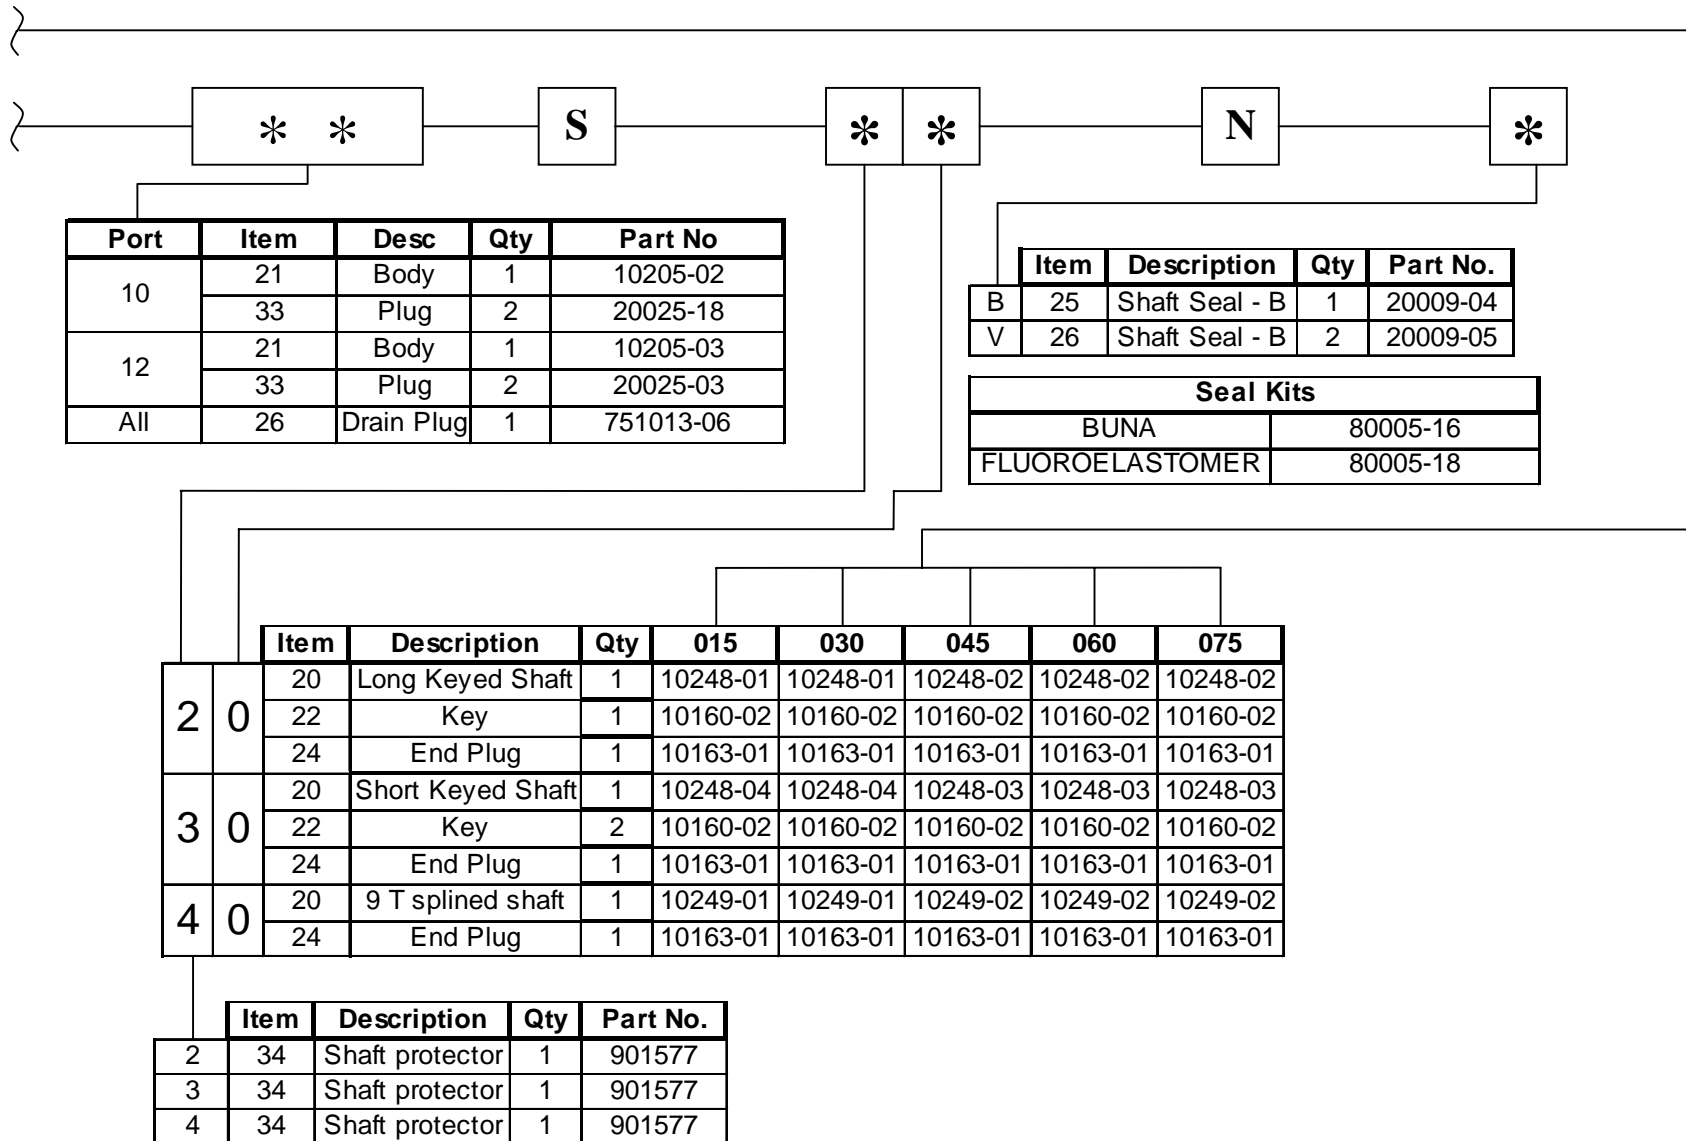 * * S * * N *
Port Item Desc Qty Part No
10 21 Body 1 10205-02
33 Plug 2 20025-18
12 21 Body 1 10205-03
33 Plug 2 20025-03
All 26 Drain Plug 1 751013-06
Item Description Qty Part No.
B 25 Shaft Seal - B 1 20009-04
V 26 Shaft Seal - B 2 20009-05
Seal Kits
BUNA 80005-16
FLUOROELASTOMER 80005-18
Item Description Qty 015 030 045 060 075
2 0 20 Long Keyed Shaft 1 10248-01 10248-01 10248-02 10248-02 10248-02
22 Key 1 10160-02 10160-02 10160-02 10160-02 10160-02
24 End Plug 1 10163-01 10163-01 10163-01 10163-01 10163-01
3 0 20 Short Keyed Shaft 1 10248-04 10248-04 10248-03 10248-03 10248-03
22 Key 2 10160-02 10160-02 10160-02 10160-02 10160-02
24 End Plug 1 10163-01 10163-01 10163-01 10163-01 10163-01
4 0 20 9 T splined shaft 1 10249-01 10249-01 10249-02 10249-02 10249-02
24 End Plug 1 10163-01 10163-01 10163-01 10163-01 10163-01
Item Description Qty Part No.
2 34 Shaft protector 1 901577
3 34 Shaft protector 1 901577
4 34 Shaft protector 1 901577